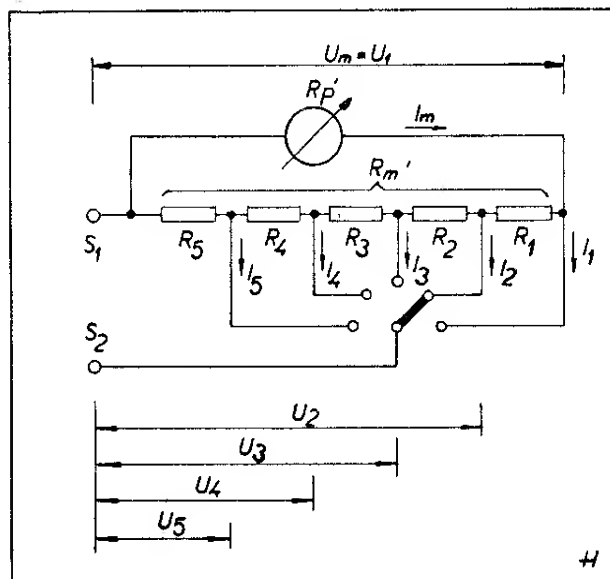 Um = U1
Rp'
Im
Rm'
S1
R5 R4 R3 R2 R1
I5 I4 I3 I2 I1
S2
U2
U3
U4
U5
H